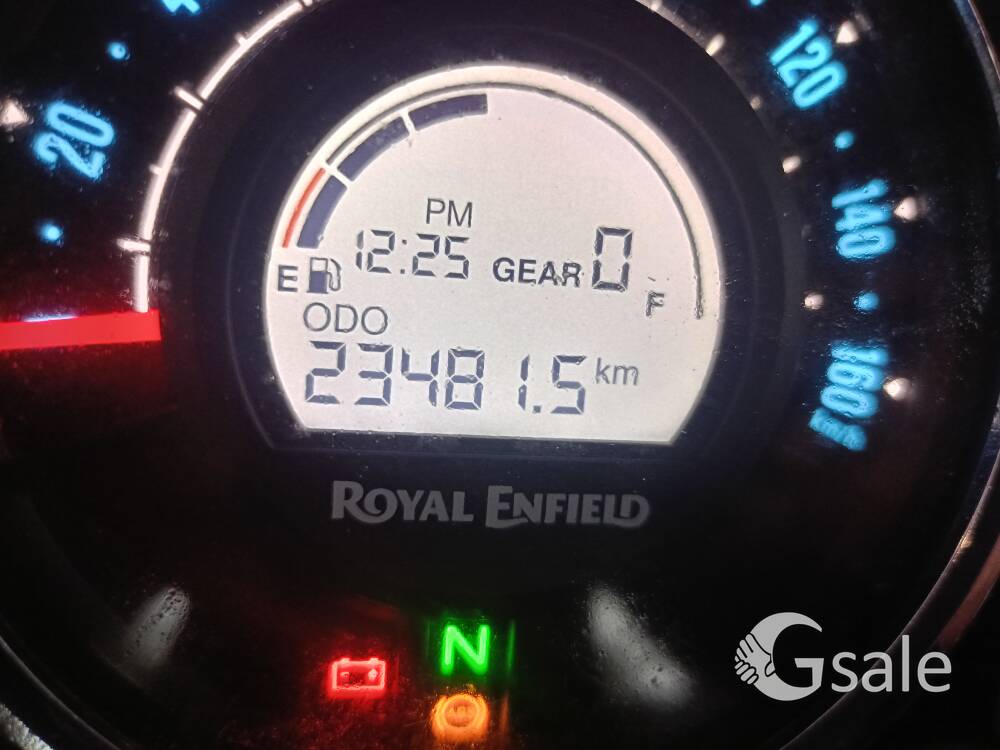 20
120
140
160
PM
12:25
GEAR 0
E
F
ODO
23481.5 km
ROYAL ENFIELD
N
Gsale